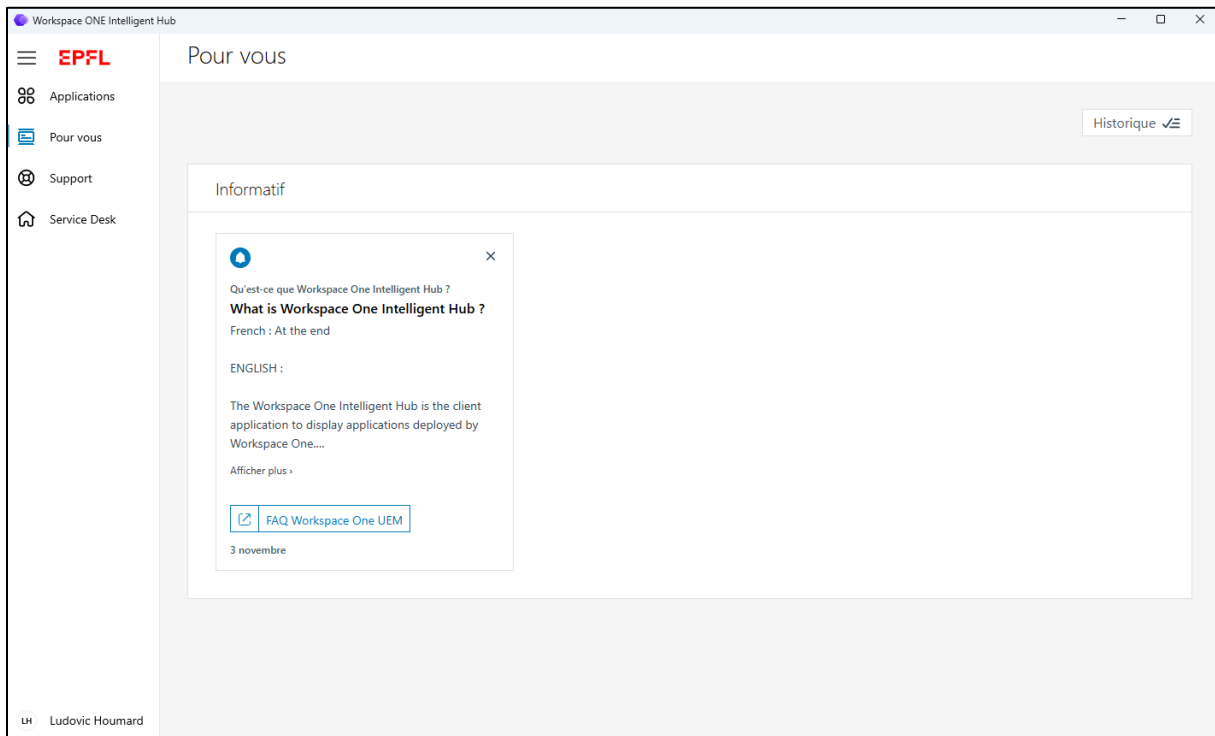 Workspace ONE Intelligent Hub
EPFL
Pour vous
Applications
Pour vous
Support
Service Desk
Historique
Informatif
Qu'est-ce que Workspace One Intelligent Hub ?
What is Workspace One Intelligent Hub ?
French : At the end
ENGLISH :
The Workspace One Intelligent Hub is the client
application to display applications deployed by
Workspace One....
Afficher plus ›
FAQ Workspace One UEM
3 novembre
LH Ludovic Houmard